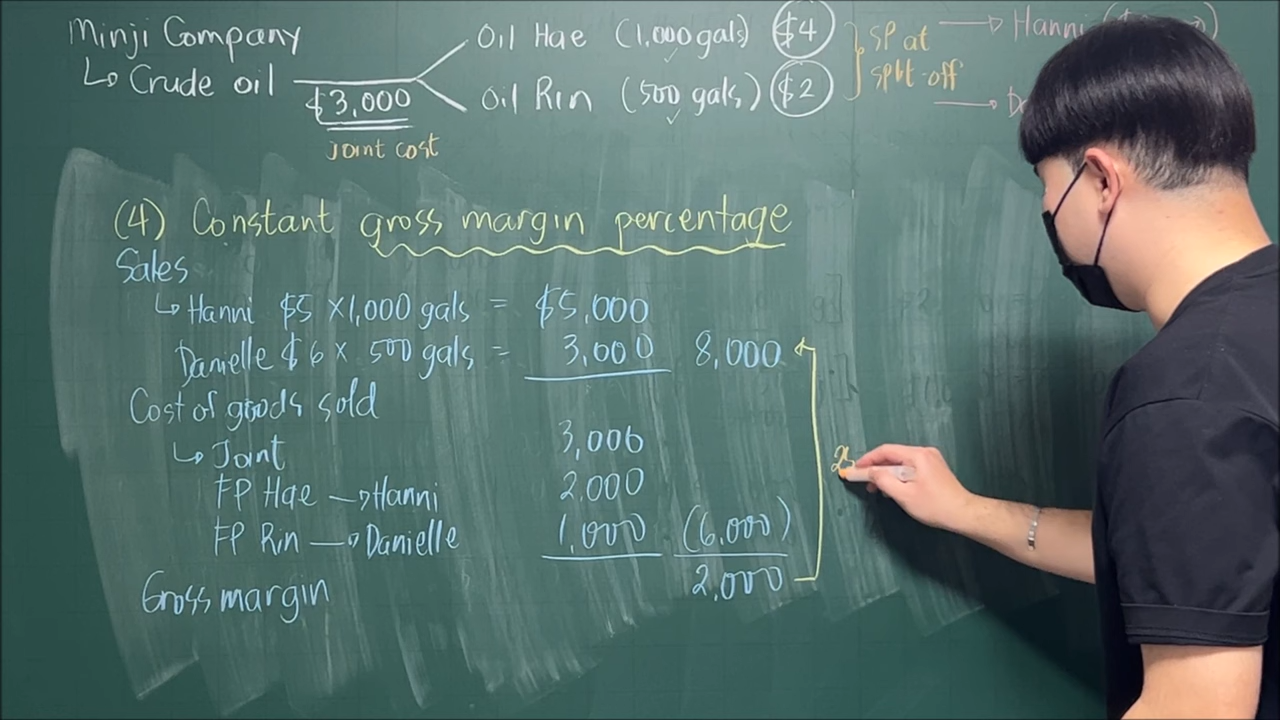 Minji Company
↳ Crude oil
$3,000
Joint cost
Oil Hae (1,000 gals) $4
Oil Rin (500 gals) $2
SP at
split-off
→ Hanni
→
(4) Constant gross margin percentage
Sales
↳ Hanni $5 ×1,000 gals = $5,000
Danielle $6 × 500 gals = 3,000 8,000
Cost of goods sold
↳ Joint 3,000
FP Hae → Hanni 2,000
FP Rin → Danielle 1,000 (6,000)
Gross margin 2,000
25